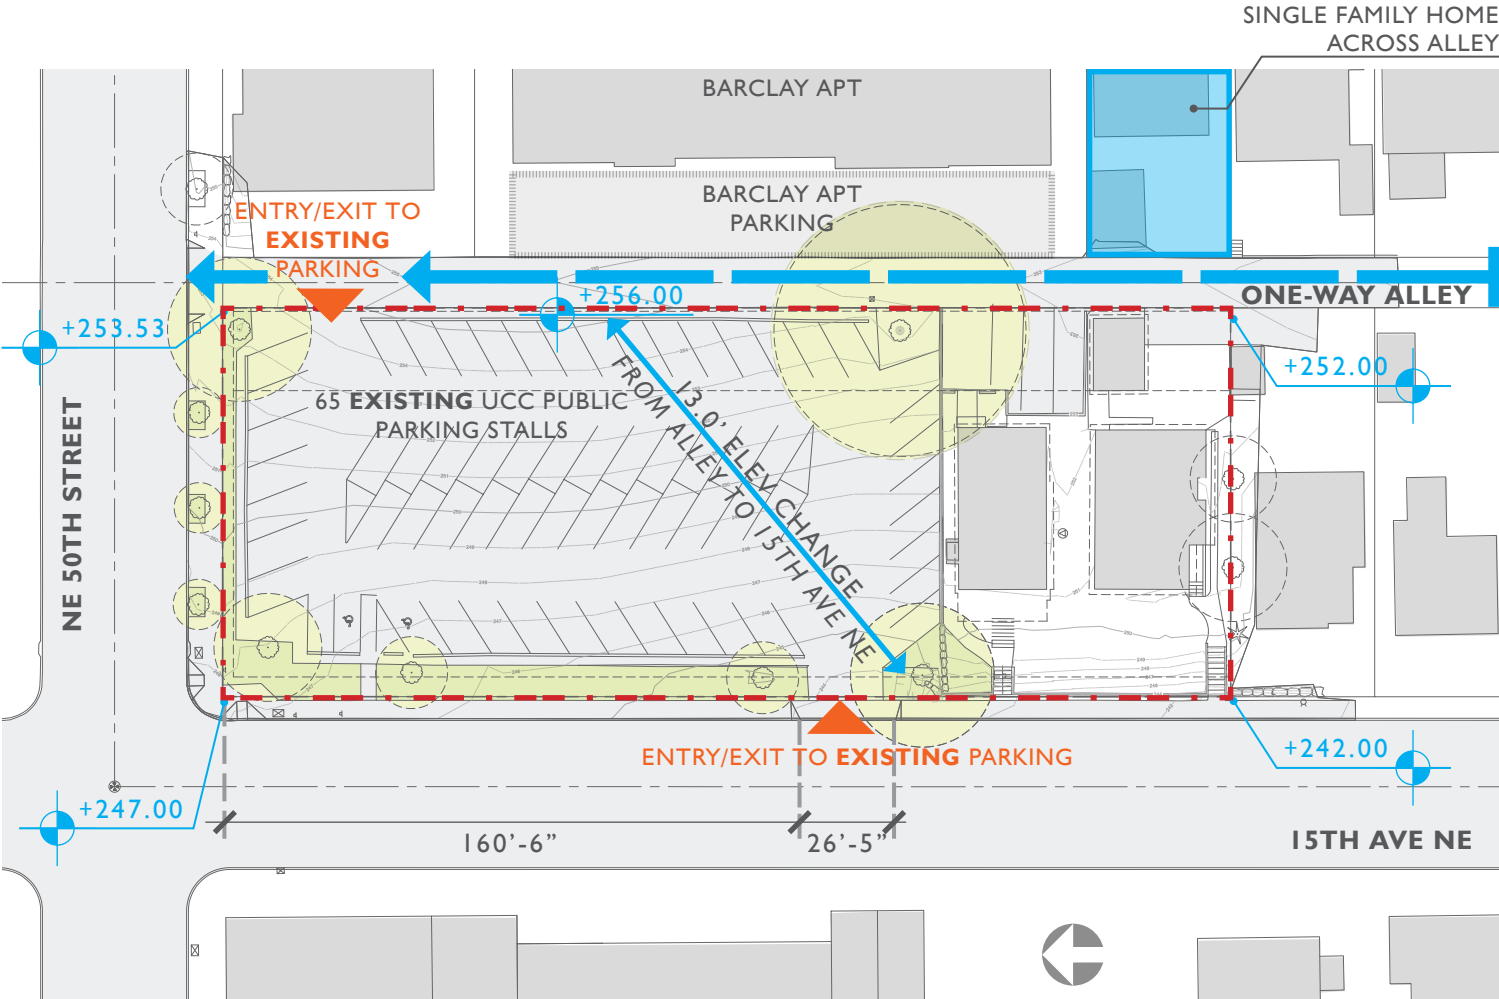 SINGLE FAMILY HOME
ACROSS ALLEY
BARCLAY APT
BARCLAY APT
PARKING
ENTRY/EXIT TO
EXISTING
PARKING
+256.00
ONE-WAY ALLEY
+253.53
+252.00
65 EXISTING UCC PUBLIC
PARKING STALLS
13.0' ELEV CHANGE
FROM ALLEY TO 15TH AVE NE
NE 50TH STREET
ENTRY/EXIT TO EXISTING PARKING
+242.00
+247.00
160'-6"
26'-5"
15TH AVE NE